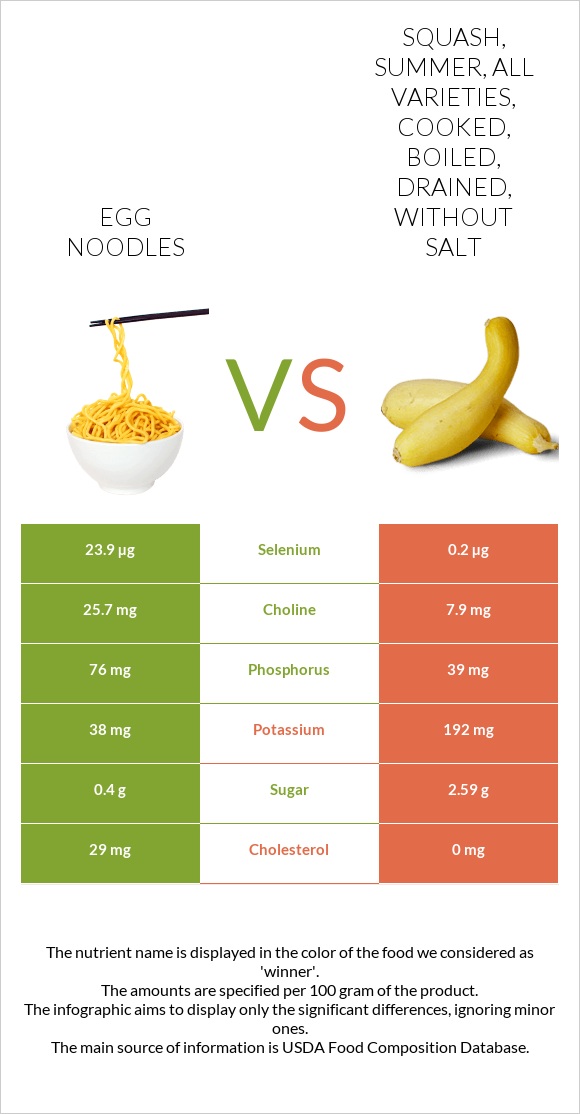 SQUASH,
SUMMER, ALL
VARIETIES,
COOKED,
BOILED,
DRAINED,
WITHOUT
SALT
EGG
NOODLES
VS
23.9 µg Selenium 0.2 µg
25.7 mg Choline 7.9 mg
76 mg Phosphorus 39 mg
38 mg Potassium 192 mg
0.4 g Sugar 2.59 g
29 mg Cholesterol 0 mg
The nutrient name is displayed in the color of the food we considered as
'winner'.
The amounts are specified per 100 gram of the product.
The infographic aims to display only the significant differences, ignoring minor
ones.
The main source of information is USDA Food Composition Database.